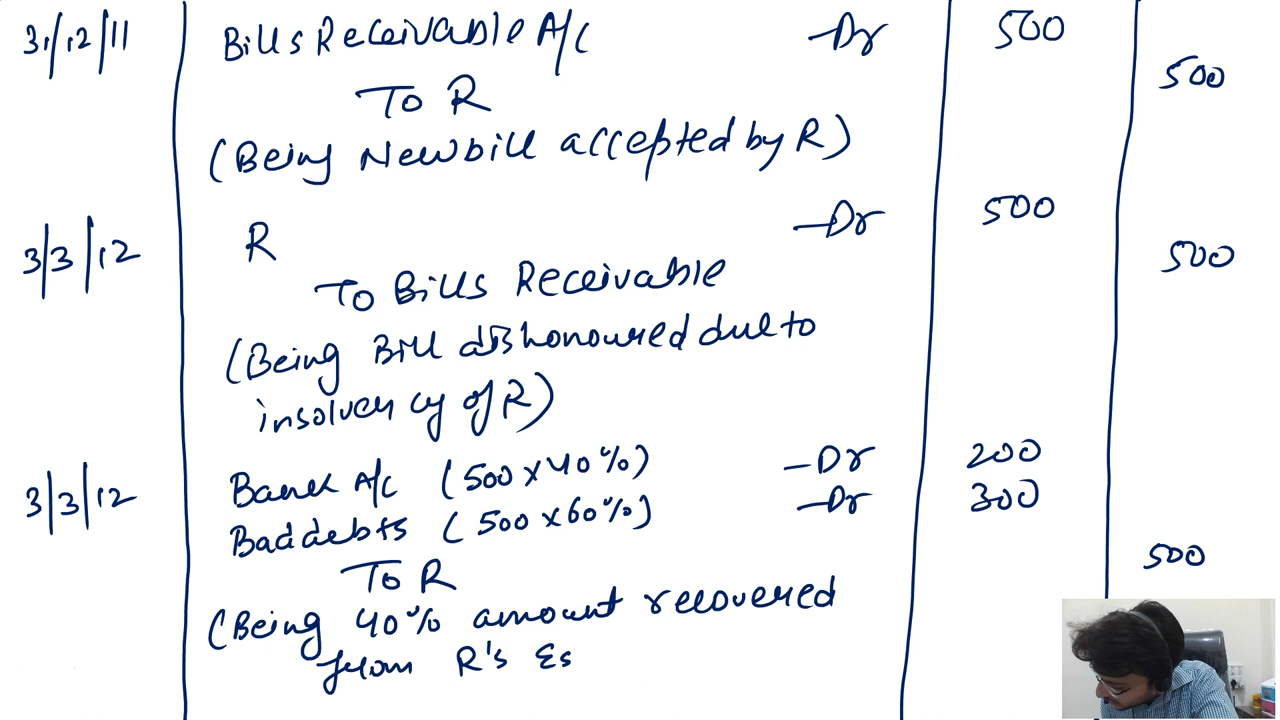 31/12/11 Bills Receivable A/c —Dr 500
To R 500
(Being New bill accepted by R)
3/3/12 R —Dr 500
To Bills Receivable 500
(Being Bill dishonoured due to
insolvency of R)
3/3/12 Bank A/c (500 x 40%) —Dr 200
Bad debts (500 x 60%) —Dr 300
To R 500
(Being 40% amount recovered
from R's Es